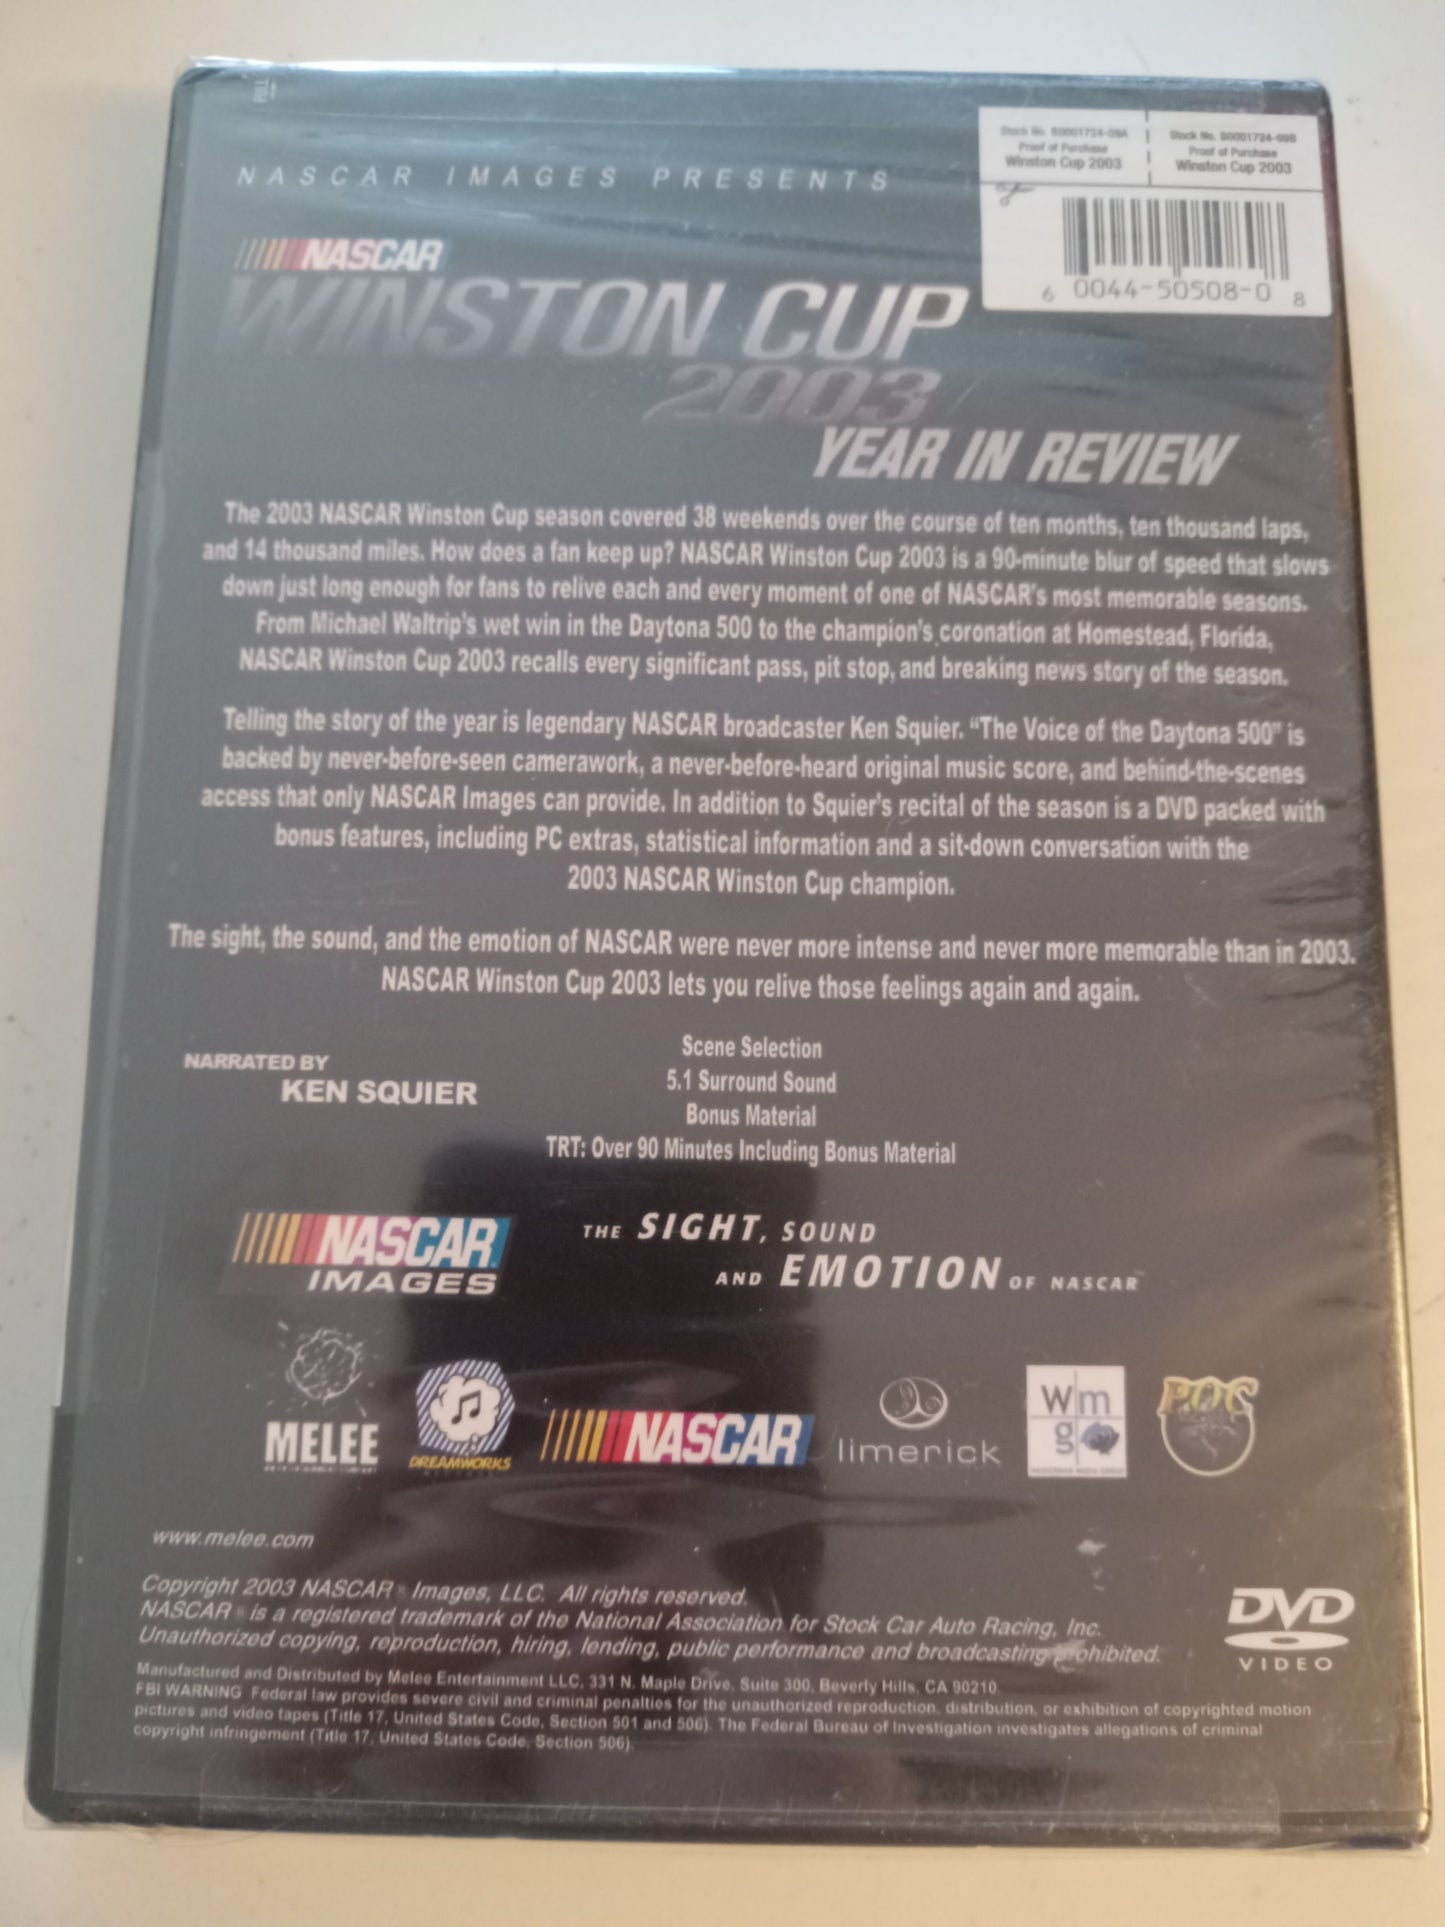 PULL
Stock No. B0001724-09A
Proof of Purchase
Winston Cup 2003
Stock No. B0001724-09B
Proof of Purchase
Winston Cup 2003
6 0044-50508-0 8
NASCAR IMAGES PRESENTS
NASCAR
WINSTON CUP
2003
YEAR IN REVIEW
The 2003 NASCAR Winston Cup season covered 38 weekends over the course of ten months, ten thousand laps,
and 14 thousand miles. How does a fan keep up? NASCAR Winston Cup 2003 is a 90-minute blur of speed that slows
down just long enough for fans to relive each and every moment of one of NASCAR's most memorable seasons.
From Michael Waltrip's wet win in the Daytona 500 to the champion's coronation at Homestead, Florida,
NASCAR Winston Cup 2003 recalls every significant pass, pit stop, and breaking news story of the season.
Telling the story of the year is legendary NASCAR broadcaster Ken Squier. "The Voice of the Daytona 500" is
backed by never-before-seen camerawork, a never-before-heard original music score, and behind-the-scenes
access that only NASCAR Images can provide. In addition to Squier's recital of the season is a DVD packed with
bonus features, including PC extras, statistical information and a sit-down conversation with the
2003 NASCAR Winston Cup champion.
The sight, the sound, and the emotion of NASCAR were never more intense and never more memorable than in 2003.
NASCAR Winston Cup 2003 lets you relive those feelings again and again.
NARRATED BY
KEN SQUIER
Scene Selection
5.1 Surround Sound
Bonus Material
TRT: Over 90 Minutes Including Bonus Material
NASCAR
IMAGES
THE SIGHT, SOUND
AND EMOTION OF NASCAR
MELEE
DREAMWORKS
RECORDS
NASCAR
limerick
Wm
gs
WASSERMAN MEDIA GROUP
POC
www.melee.com
Copyright 2003 NASCAR® Images, LLC. All rights reserved.
NASCAR® is a registered trademark of the National Association for Stock Car Auto Racing, Inc.
Unauthorized copying, reproduction, hiring, lending, public performance and broadcasting prohibited.
Manufactured and Distributed by Melee Entertainment LLC, 331 N. Maple Drive, Suite 300, Beverly Hills, CA 90210.
FBI WARNING Federal law provides severe civil and criminal penalties for the unauthorized reproduction, distribution, or exhibition of copyrighted motion
pictures and video tapes (Title 17, United States Code, Section 501 and 506). The Federal Bureau of Investigation investigates allegations of criminal
copyright infringement (Title 17, United States Code, Section 506).
DVD
VIDEO